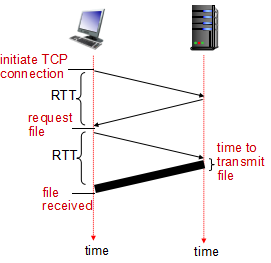 initiate TCP
connection
RTT
request
file
RTT
time to
transmit
file
file
received
time
time